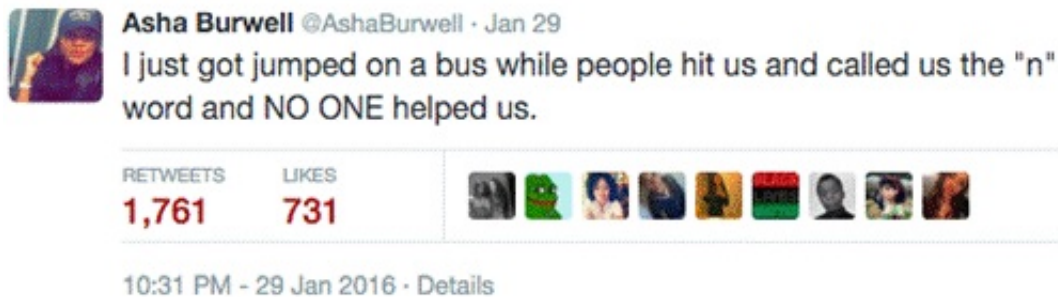 Asha Burwell @AshaBurwell · Jan 29
I just got jumped on a bus while people hit us and called us the "n"
word and NO ONE helped us.
RETWEETS LIKES
1,761 731
10:31 PM - 29 Jan 2016 · Details